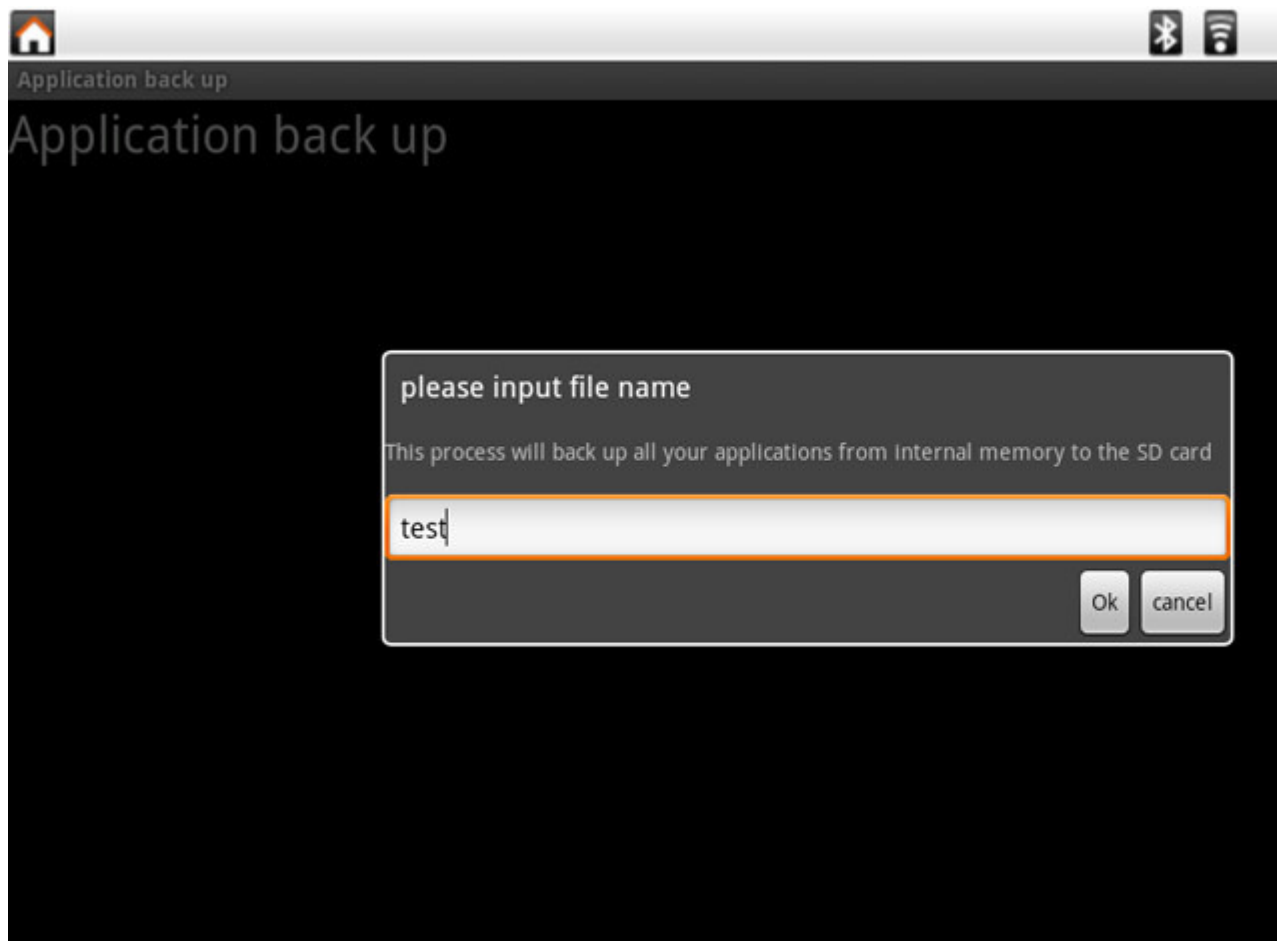 Application back up
Application back up
please input file name
This process will back up all your applications from internal memory to the SD card
test
Ok
cancel